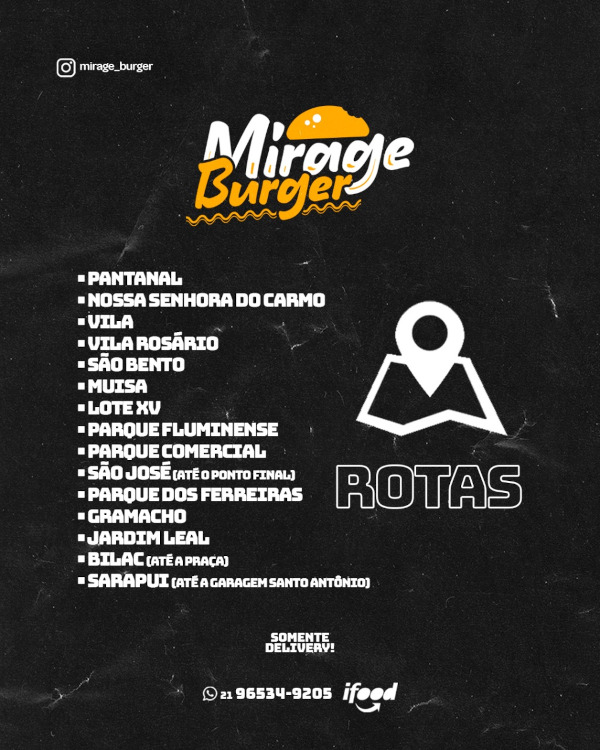 mirage_burger
Mirage
Burger
PANTANAL
NOSSA SENHORA DO CARMO
VILA
VILA ROSÁRIO
SÃO BENTO
MUISA
LOTE XV
PARQUE FLUMINENSE
PARQUE COMERCIAL
SÃO JOSÉ (ATÉ O PONTO FINAL)
PARQUE DOS FERREIRAS
GRAMACHO
JARDIM LEAL
BILAC (ATÉ A PRAÇA)
SARAPUI (ATÉ A GARAGEM SANTO ANTÔNIO)
ROTAS
SOMENTE
DELIVERY!
21 96534-9205 ifood